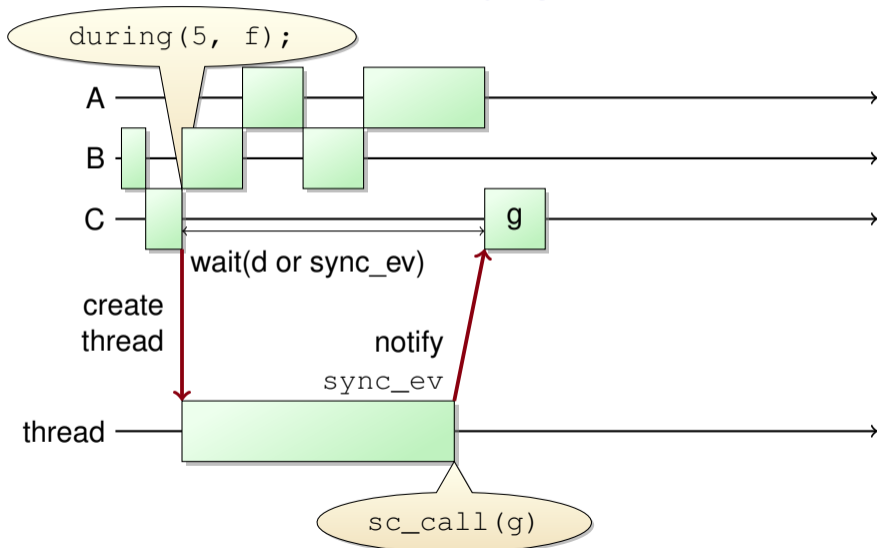 during(5, f);
A
B
C
g
wait(d or sync_ev)
create
thread
notify
sync_ev
thread
sc_call(g)